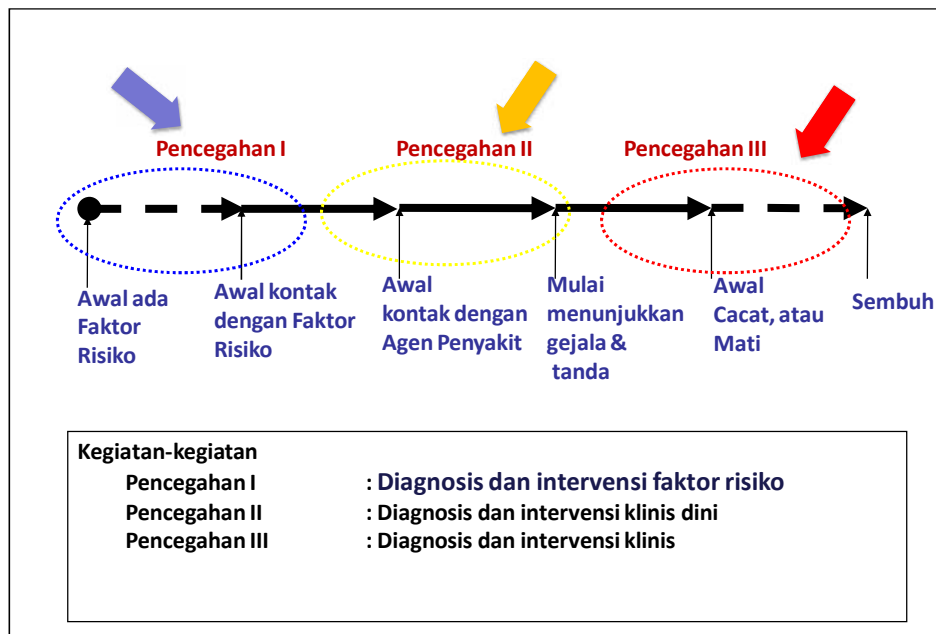 Pencegahan I
Pencegahan II
Pencegahan III
Awal ada
Faktor
Risiko
Awal kontak
dengan Faktor
Risiko
Awal
kontak dengan
Agen Penyakit
Mulai
menunjukkan
gejala &
tanda
Awal
Cacat, atau
Mati
Sembuh
Kegiatan-kegiatan
Pencegahan I : Diagnosis dan intervensi faktor risiko
Pencegahan II : Diagnosis dan intervensi klinis dini
Pencegahan III : Diagnosis dan intervensi klinis